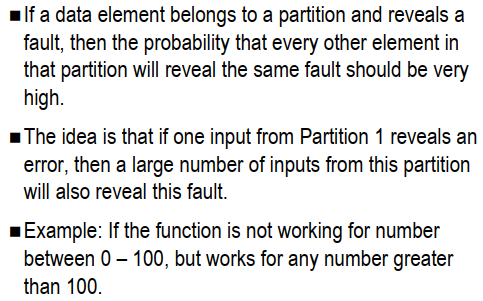 ■ If a data element belongs to a partition and reveals a
fault, then the probability that every other element in
that partition will reveal the same fault should be very
high.
■ The idea is that if one input from Partition 1 reveals an
error, then a large number of inputs from this partition
will also reveal this fault.
■ Example: If the function is not working for number
between 0 – 100, but works for any number greater
than 100.